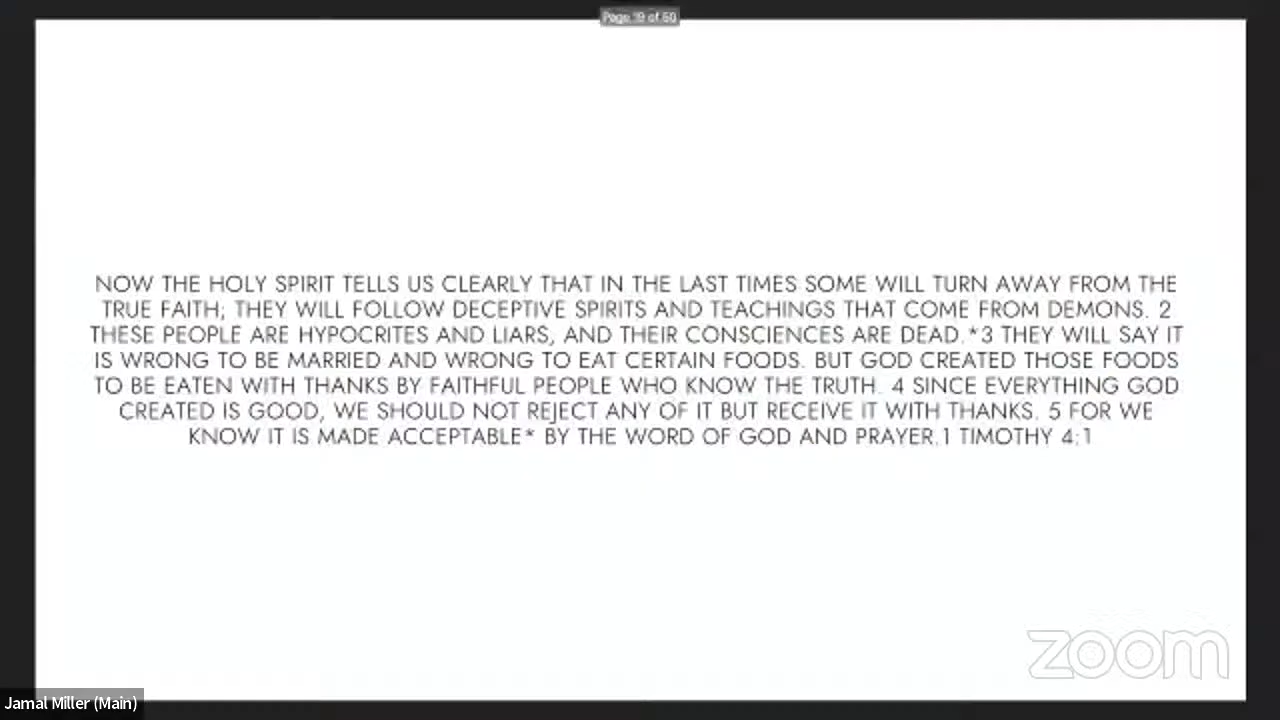 Page 19 of 60
NOW THE HOLY SPIRIT TELLS US CLEARLY THAT IN THE LAST TIMES SOME WILL TURN AWAY FROM THE
TRUE FAITH; THEY WILL FOLLOW DECEPTIVE SPIRITS AND TEACHINGS THAT COME FROM DEMONS. 2
THESE PEOPLE ARE HYPOCRITES AND LIARS, AND THEIR CONSCIENCES ARE DEAD.*3 THEY WILL SAY IT
IS WRONG TO BE MARRIED AND WRONG TO EAT CERTAIN FOODS. BUT GOD CREATED THOSE FOODS
TO BE EATEN WITH THANKS BY FAITHFUL PEOPLE WHO KNOW THE TRUTH. 4 SINCE EVERYTHING GOD
CREATED IS GOOD, WE SHOULD NOT REJECT ANY OF IT BUT RECEIVE IT WITH THANKS. 5 FOR WE
KNOW IT IS MADE ACCEPTABLE* BY THE WORD OF GOD AND PRAYER.1 TIMOTHY 4:1
zoom
Jamal Miller (Main)